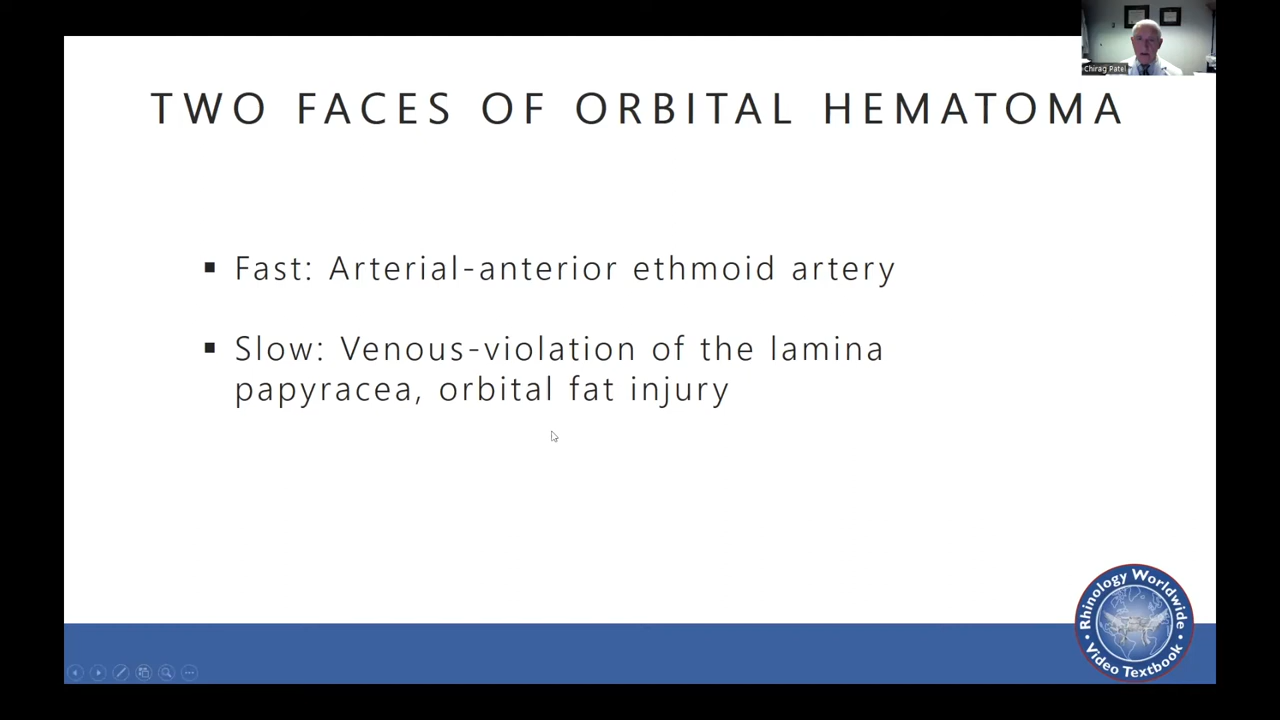 Chirag Patel
TWO FACES OF ORBITAL HEMATOMA
▪ Fast: Arterial-anterior ethmoid artery
▪ Slow: Venous-violation of the lamina
papyracea, orbital fat injury
Rhinology Worldwide
Video Textbook